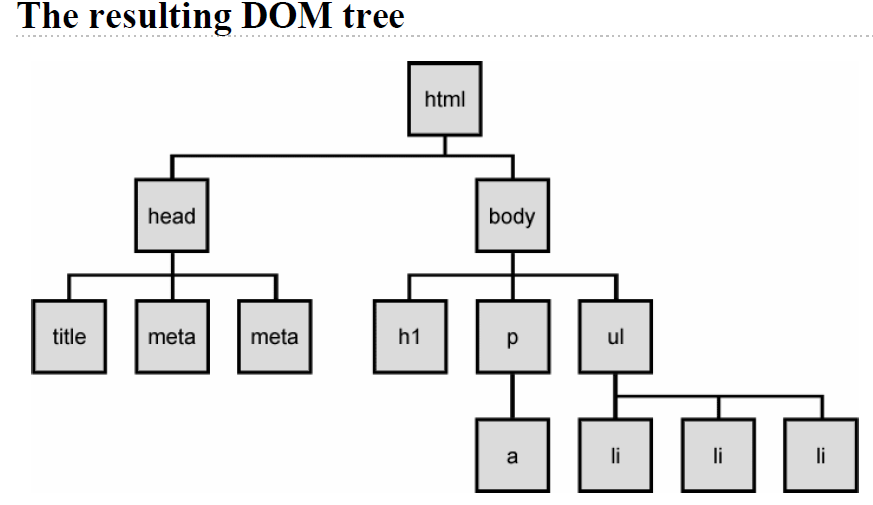 The resulting DOM tree
html
head body
title meta meta h1 p ul
a li li li